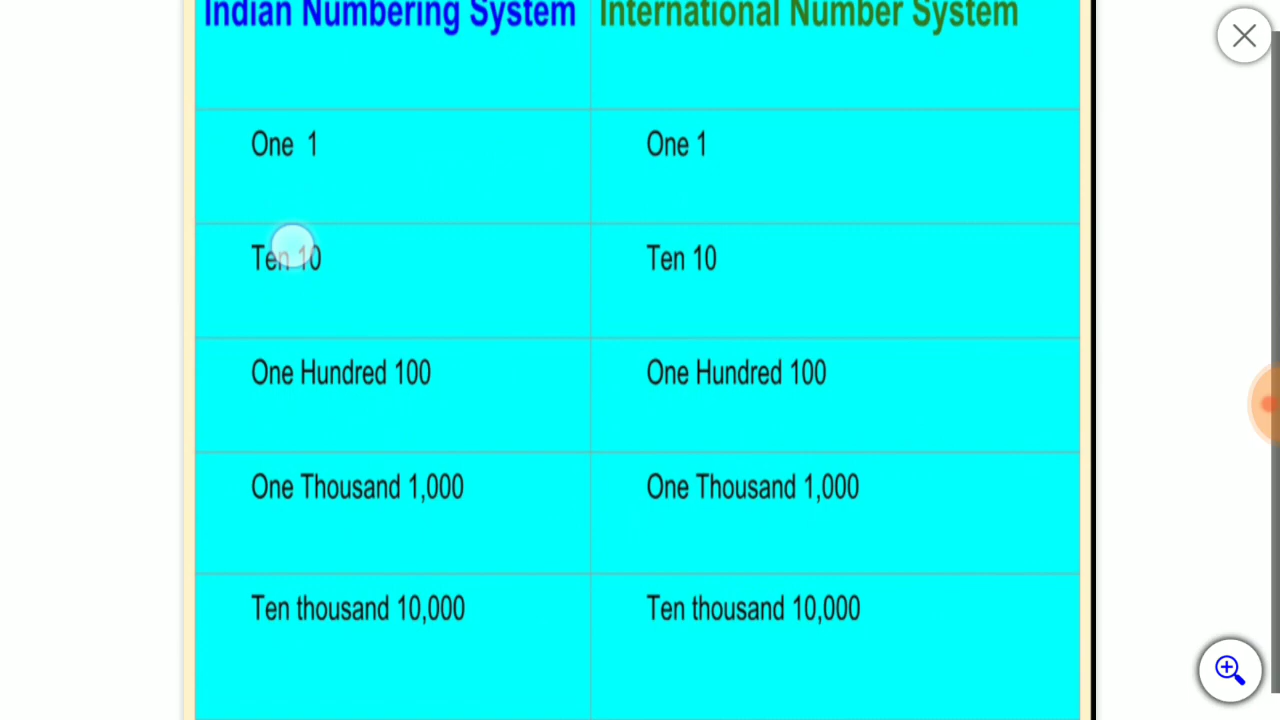 Indian Numbering System International Number System
One 1 One 1
Ten 10 Ten 10
One Hundred 100 One Hundred 100
One Thousand 1,000 One Thousand 1,000
Ten thousand 10,000 Ten thousand 10,000